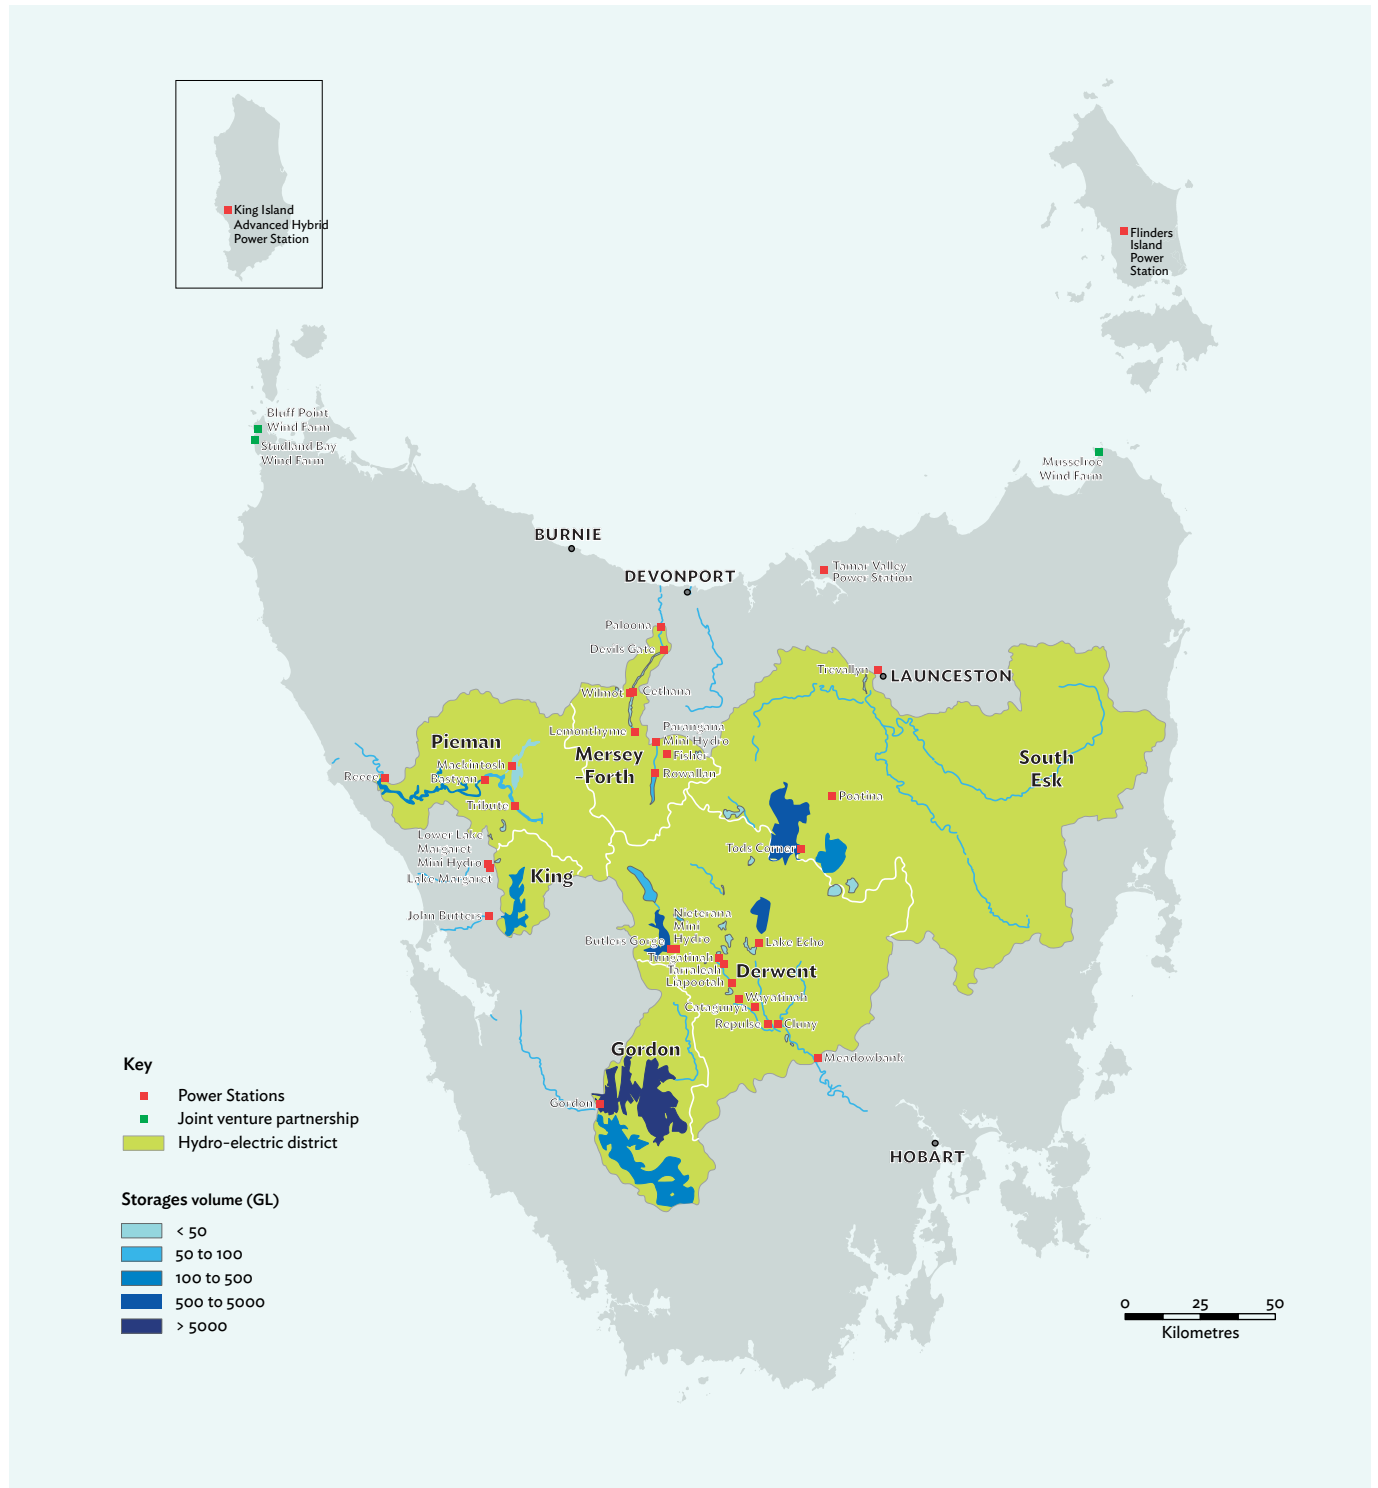 King Island
Advanced Hybrid
Power Station
Flinders
Island
Power
Station
Bluff Point
Wind Farm
Studland Bay
Wind Farm
Musselroe
Wind Farm
BURNIE
DEVONPORT
Tamar Valley
Power Station
Paloona
Devils Gate
Trevallyn
LAUNCESTON
Wilmot
Cethana
Lemonthyme
Parangana
Mini Hydro
Fisher
Rowallan
Pieman
Mersey
-Forth
South
Esk
Mackintosh
Bastyan
Reece
Tribute
Poatina
Lower Lake
Margaret
Mini Hydro
Lake Margaret
Tods Corner
King
John Butters
Nieterana
Mini
Hydro
Butlers Gorge
Lake Echo
Tungatinah
Tarraleah
Liapootah
Derwent
Wayatinah
Catagunya
Repulse
Cluny
Gordon
Meadowbank
Gordon
HOBART
Key
Power Stations
Joint venture partnership
Hydro-electric district
Storages volume (GL)
< 50
50 to 100
100 to 500
500 to 5000
> 5000
0 25 50
Kilometres